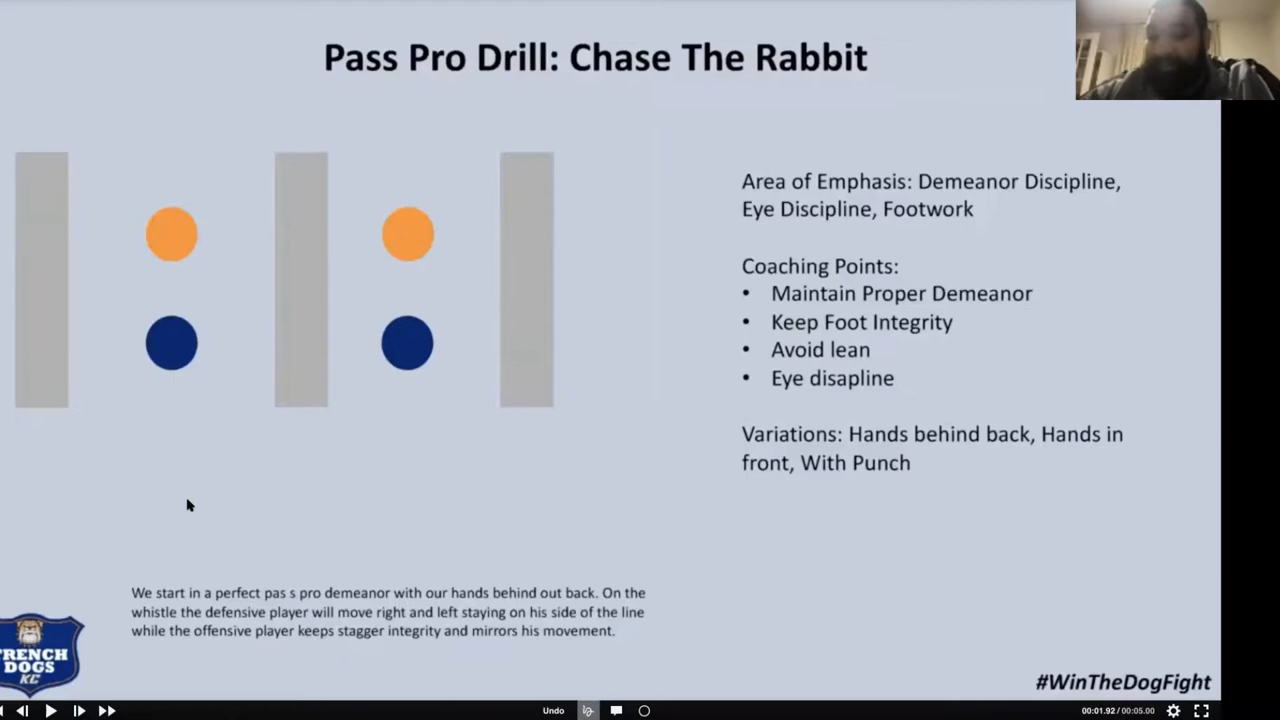 Pass Pro Drill: Chase The Rabbit
Area of Emphasis: Demeanor Discipline,
Eye Discipline, Footwork
Coaching Points:
• Maintain Proper Demeanor
• Keep Foot Integrity
• Avoid lean
• Eye disapline
Variations: Hands behind back, Hands in
front, With Punch
We start in a perfect pas s pro demeanor with our hands behind out back. On the
whistle the defensive player will move right and left staying on his side of the line
while the offensive player keeps stagger integrity and mirrors his movement.
TRENCH
DOGS
KC
#WinTheDogFight
Undo
00:01.92 / 00:05.00